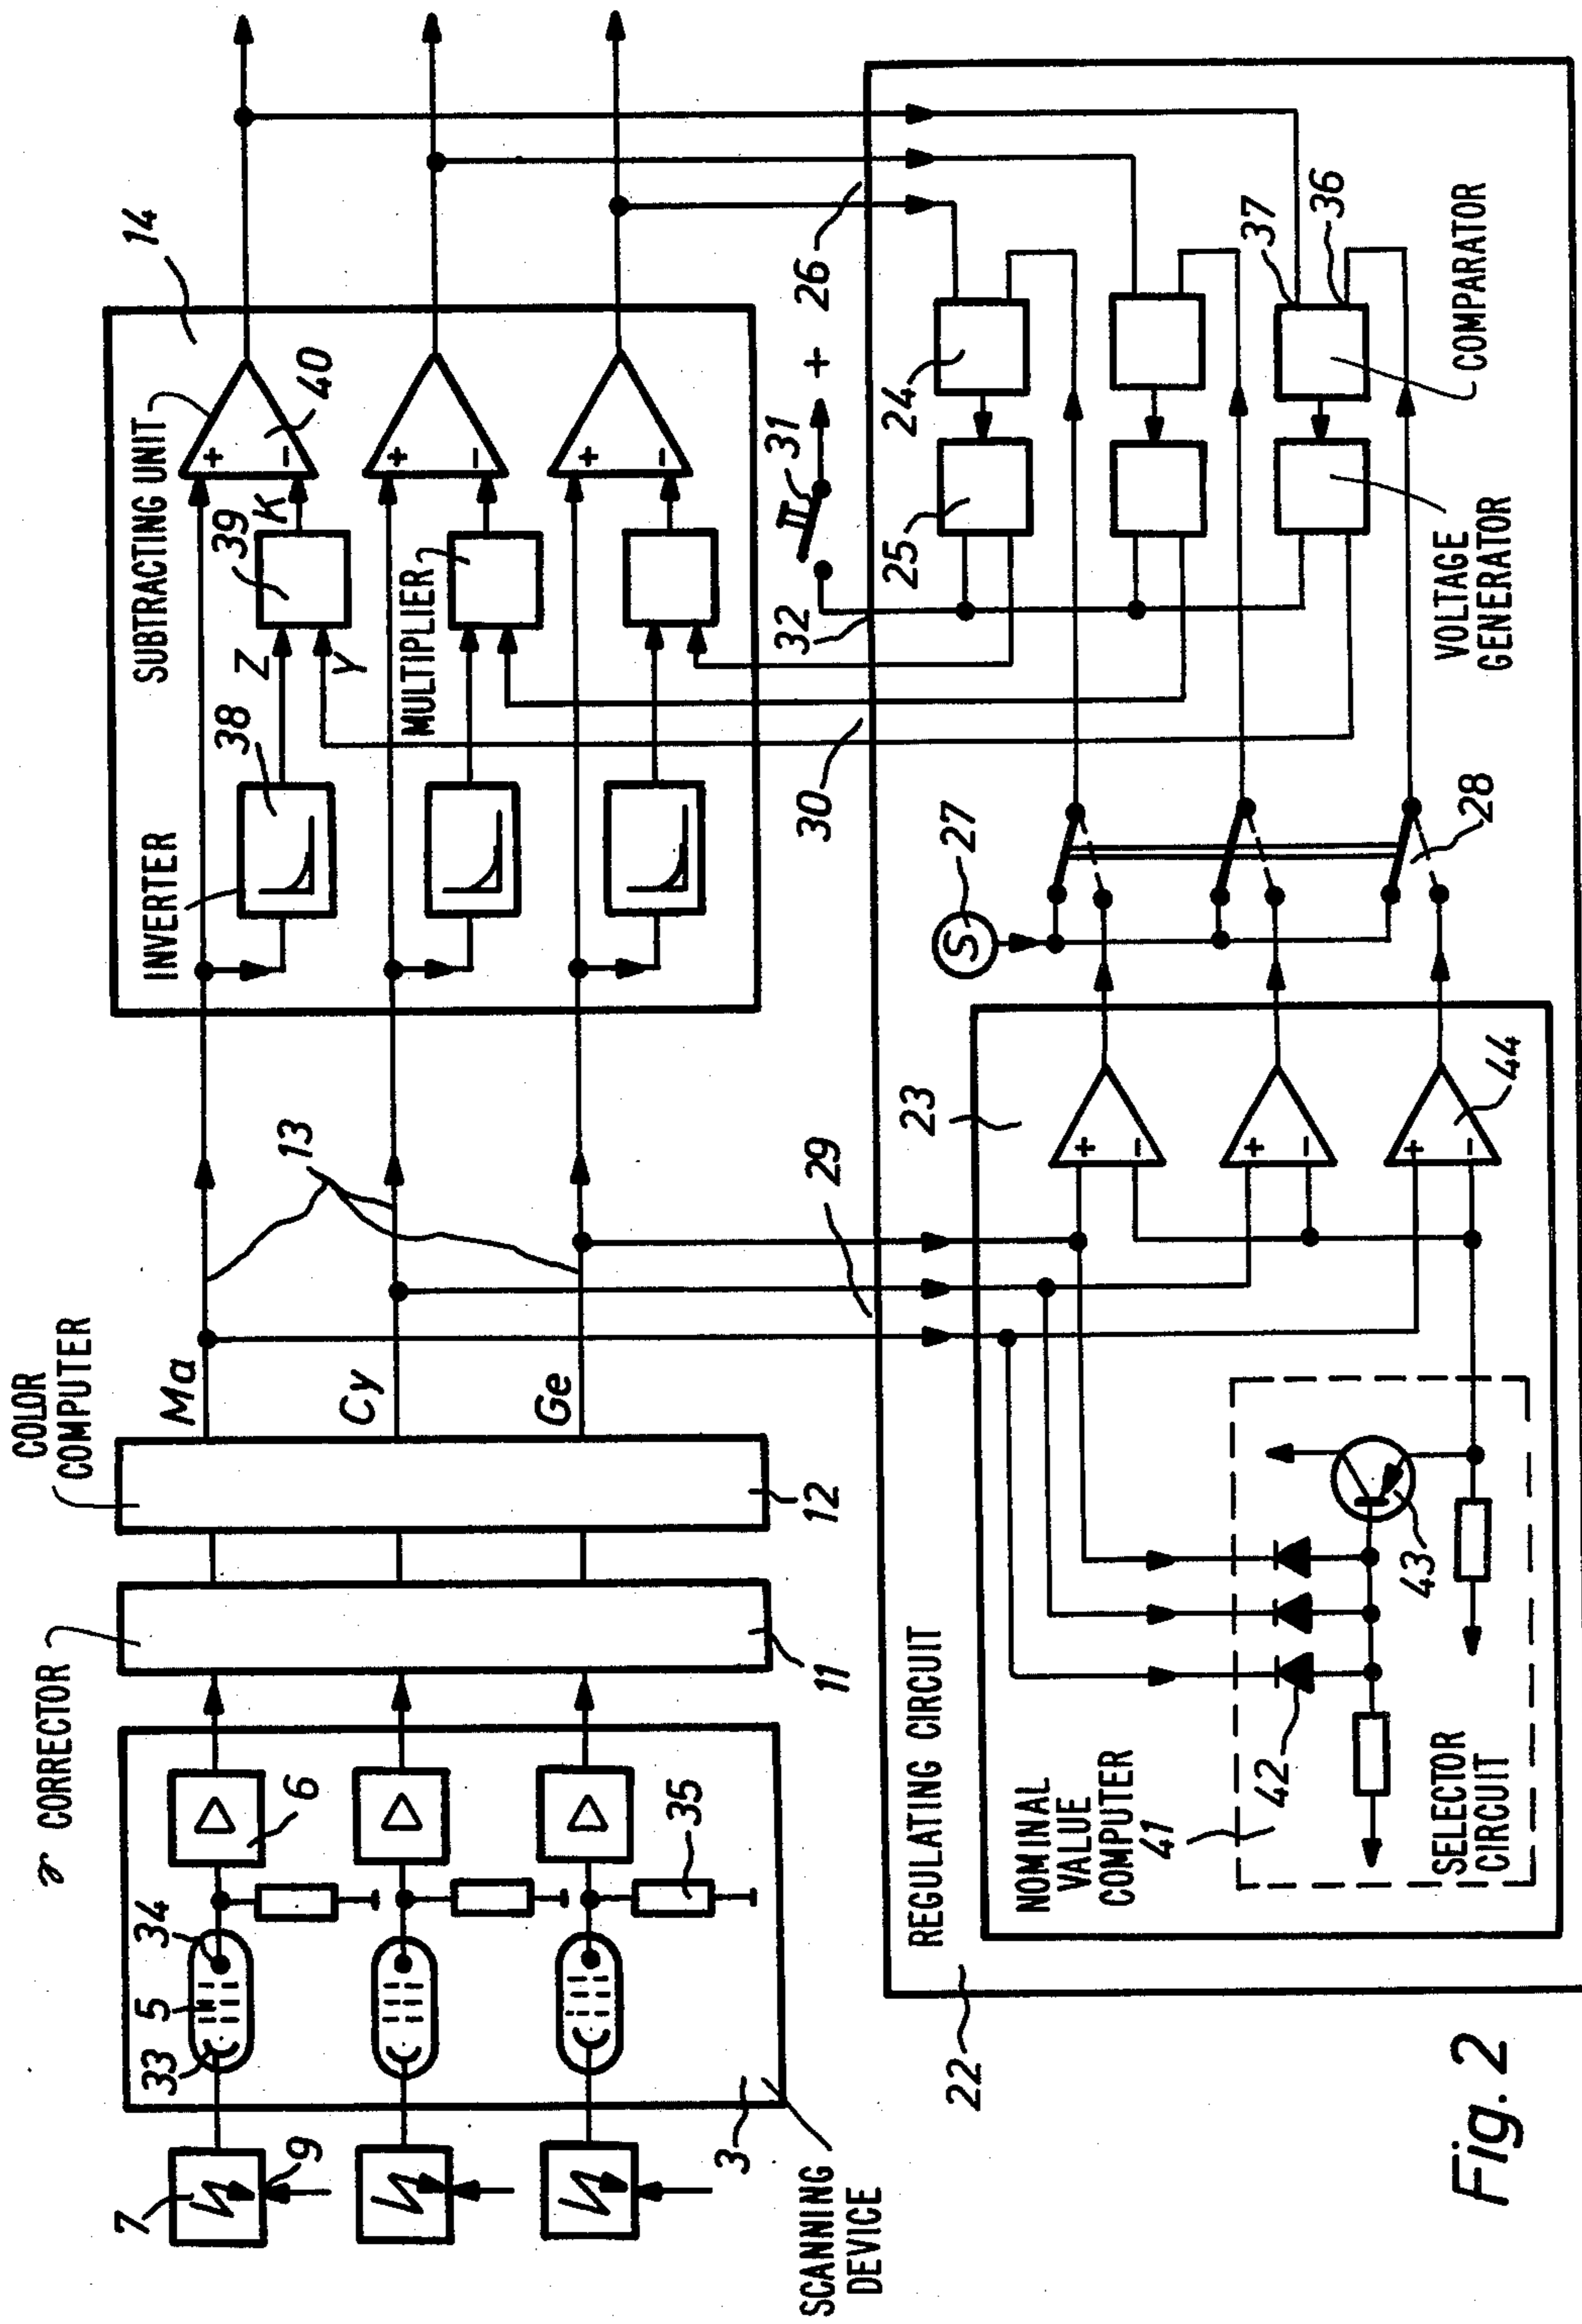 7
9
33
5
34
6
35
3
SCANNING
DEVICE
γ CORRECTOR
11
COLOR
COMPUTER
12
Ma
Cy
Ge
13
14
INVERTER
38
Z
Y
39
K
SUBTRACTING UNIT
+
-
40
MULTIPLIER
+
-
+
-
22
REGULATING CIRCUIT
29
30
32
II
31
+
26
NOMINAL
VALUE
COMPUTER
41
42
43
SELECTOR
CIRCUIT
23
+
-
+
-
+
-
44
S
27
28
25
24
37
36
VOLTAGE
GENERATOR
COMPARATOR
Fig. 2